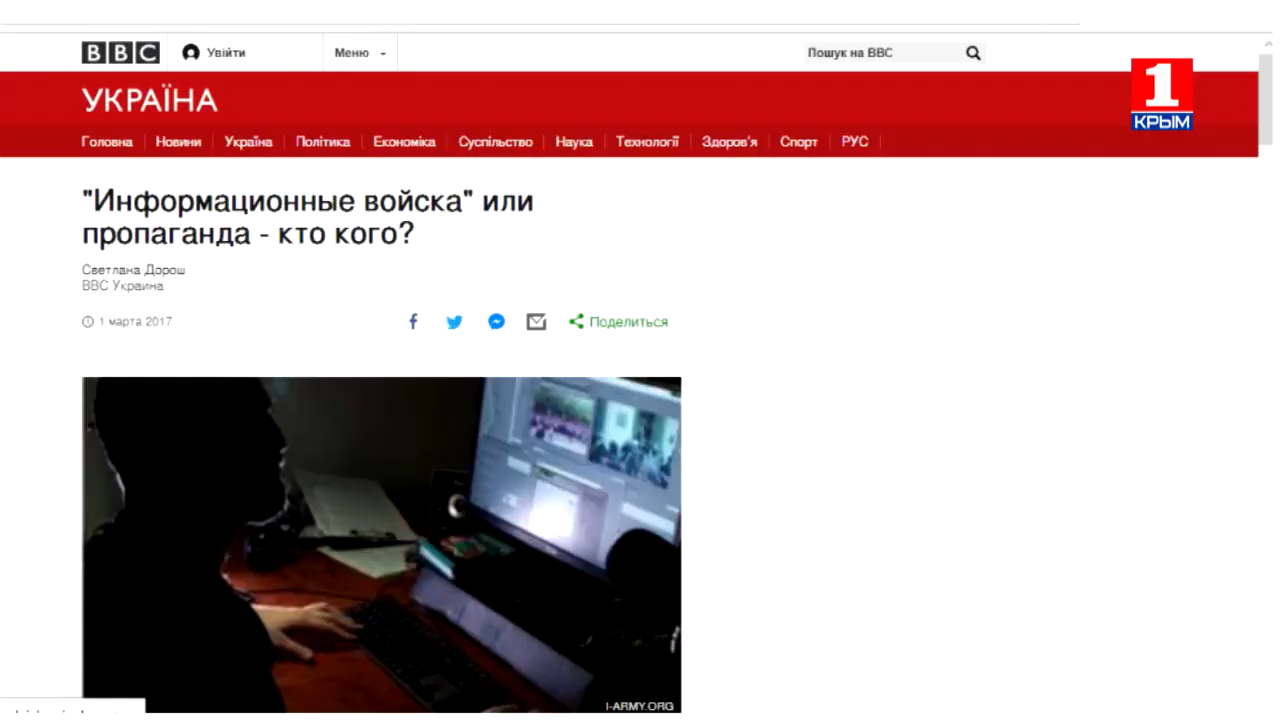 BBC
Увійти
Меню
Пошук на BBC
1
КРЫМ
УКРАЇНА
Головна
Новини
Україна
Політика
Економіка
Суспільство
Наука
Технології
Здоров'я
Спорт
РУС
"Информационные войска" или
пропаганда - кто кого?
Светлана Дорош
BBC Украина
1 марта 2017
Поделиться
I-ARMY.ORG